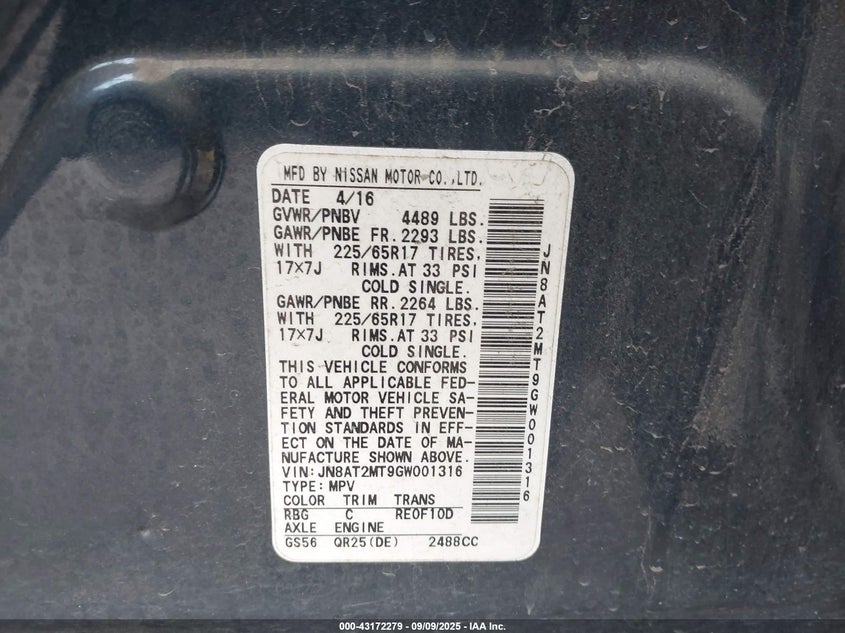 MFD BY NISSAN MOTOR CO.,LTD.
DATE 4/16
GVWR/PNBV 4489 LBS.
GAWR/PNBE FR.2293 LBS.
WITH 225/65R17 TIRES,
17×7J RIMS.AT 33 PSI
COLD SINGLE.
GAWR/PNBE RR.2264 LBS.
WITH 225/65R17 TIRES,
17×7J RIMS.AT 33 PSI
COLD SINGLE.
THIS VEHICLE CONFORMS
TO ALL APPLICABLE FED-
ERAL MOTOR VEHICLE SA-
FETY AND THEFT PREVEN-
TION STANDARDS IN EFF-
ECT ON THE DATE OF MA-
NUFACTURE SHOWN ABOVE.
VIN:JN8AT2MT9GW001316
TYPE:MPV
COLOR TRIM TRANS
RBG C RE0F10D
AXLE ENGINE
GS56 QR25(DE) 2488CC
JN8AT2MT9GW001316
000-43172279 - 09/09/2025 - IAA Inc.